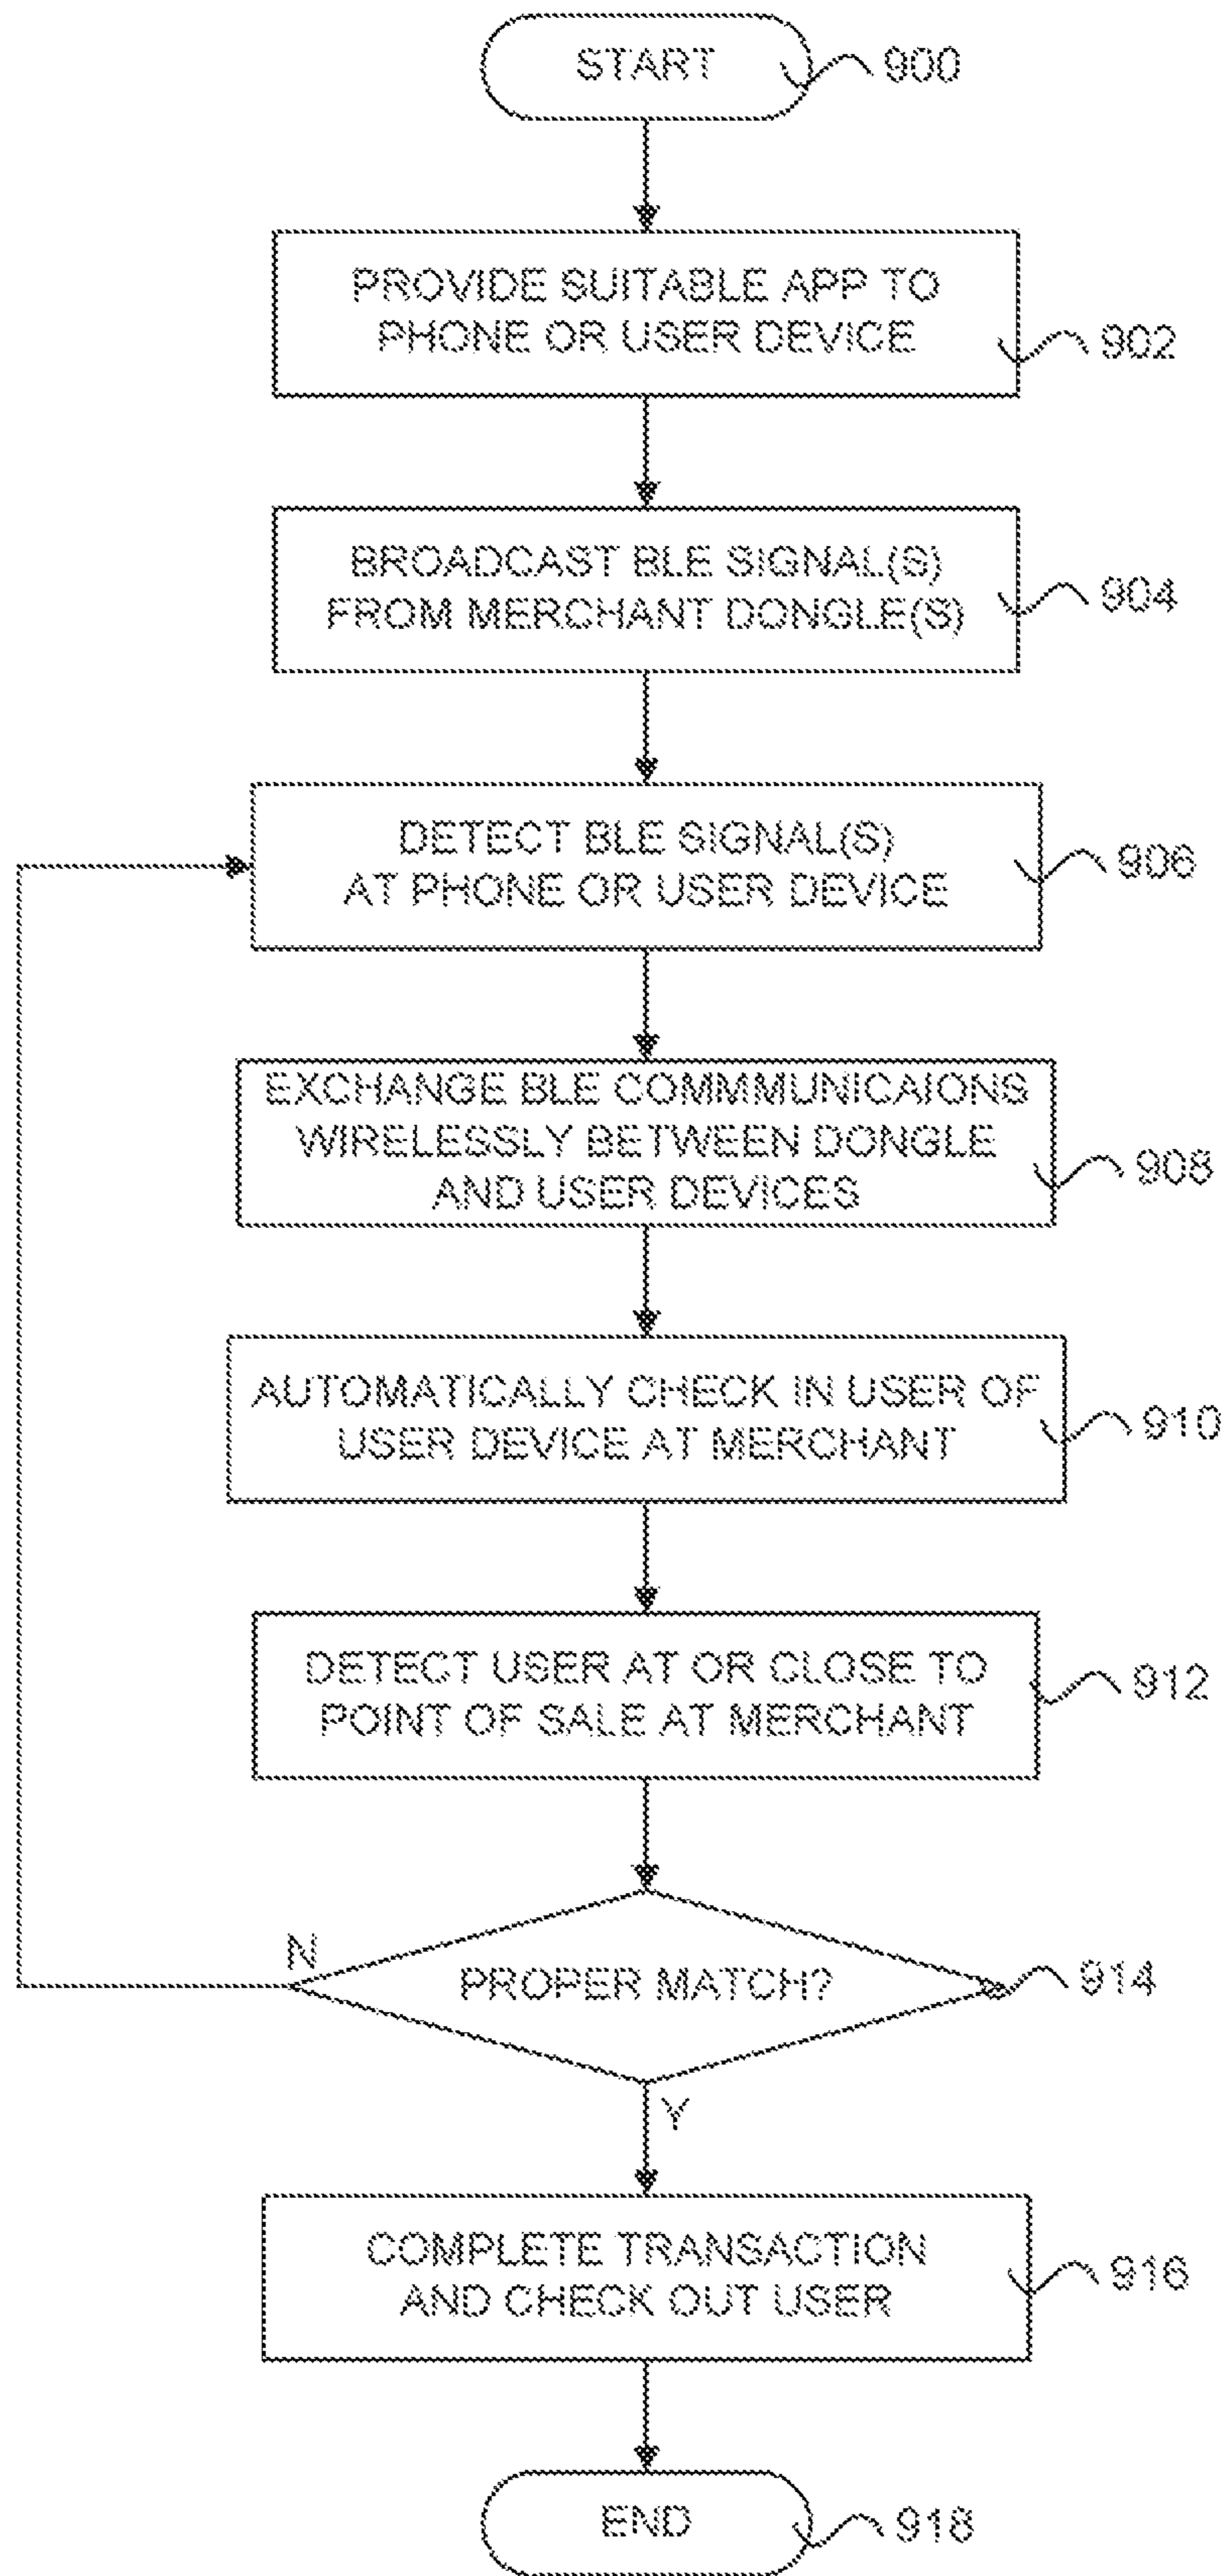 START
900
PROVIDE SUITABLE APP TO
PHONE OR USER DEVICE
902
BROADCAST BLE SIGNAL(S)
FROM MERCHANT DONGLE(S)
904
DETECT BLE SIGNAL(S)
AT PHONE OR USER DEVICE
906
EXCHANGE BLE COMMMUNICAIONS
WIRELESSLY BETWEEN DONGLE
AND USER DEVICES
908
AUTOMATICALLY CHECK IN USER OF
USER DEVICE AT MERCHANT
910
DETECT USER AT OR CLOSE TO
POINT OF SALE AT MERCHANT
912
N
PROPER MATCH?
914
Y
COMPLETE TRANSACTION
AND CHECK OUT USER
916
END
918